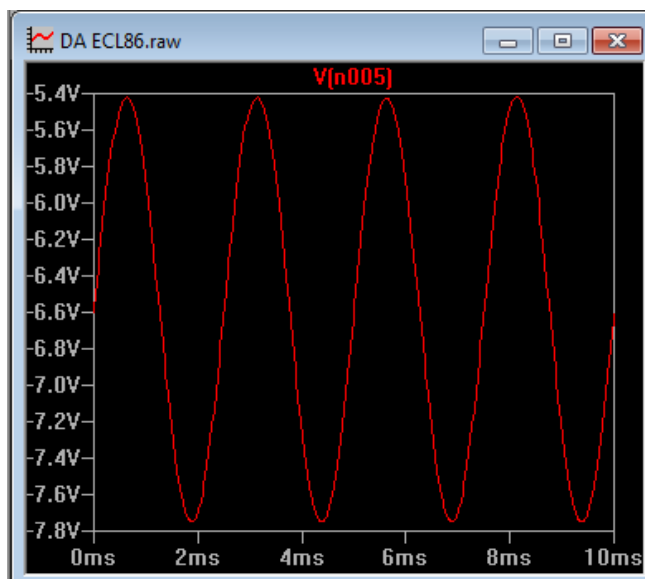 DA ECL86.raw
V(n005)
-5.4V
-5.6V
-5.8V
-6.0V
-6.2V
-6.4V
-6.6V
-6.8V
-7.0V
-7.2V
-7.4V
-7.6V
-7.8V
0ms 2ms 4ms 6ms 8ms 10ms